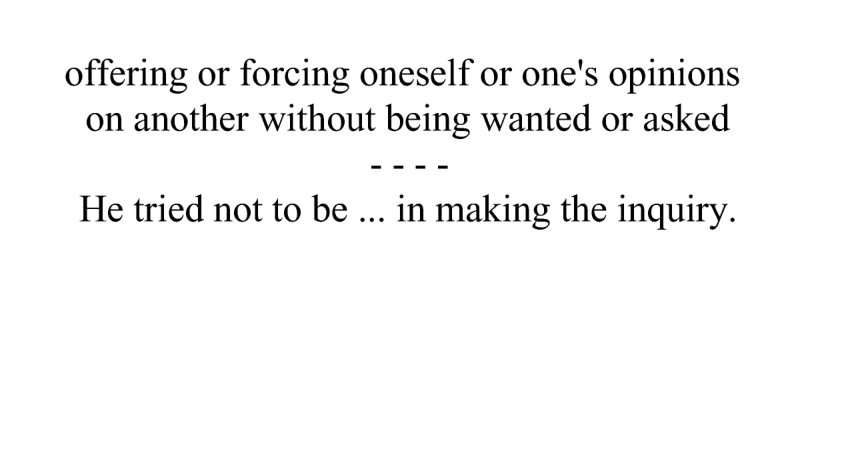 offering or forcing oneself or one's opinions
on another without being wanted or asked
- - - -
He tried not to be ... in making the inquiry.